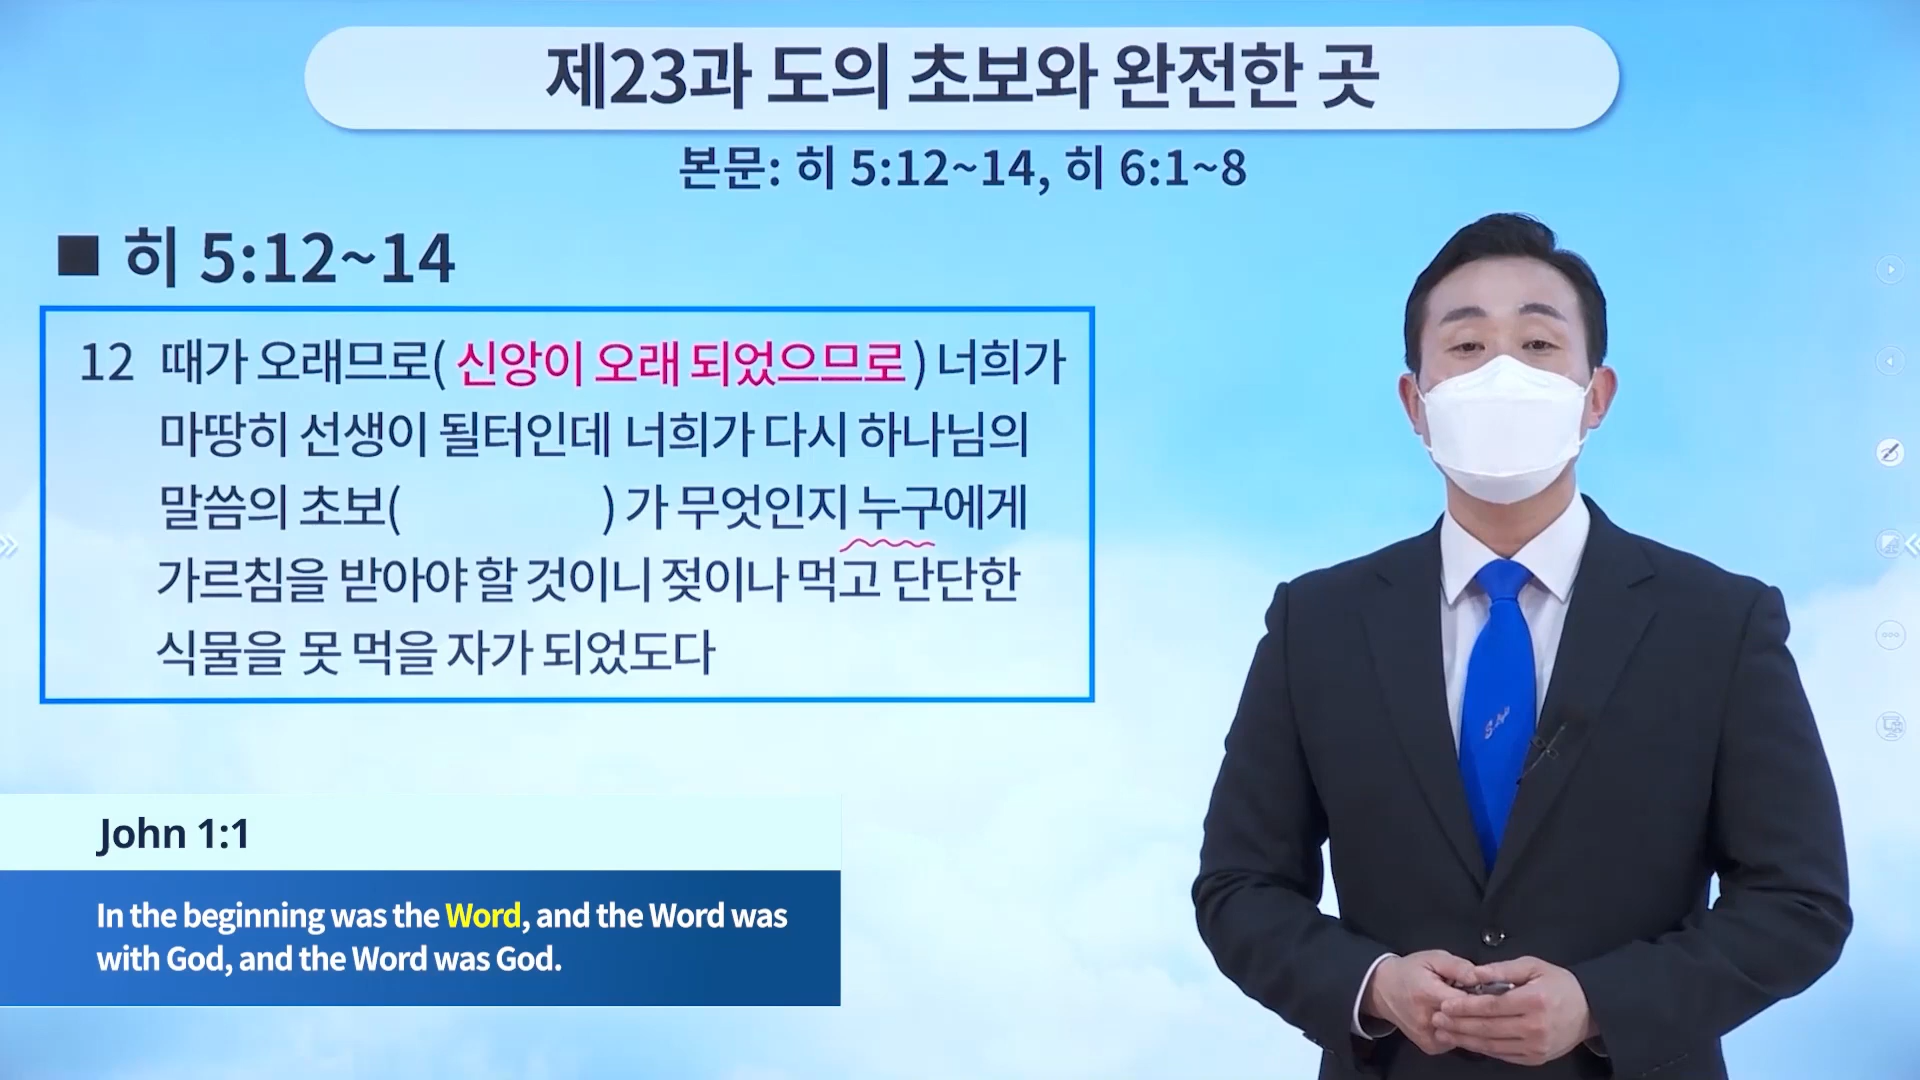 제23과 도의 초보와 완전한 곳
본문: 히 5:12~14, 히 6:1~8
■ 히 5:12~14
12 때가 오래므로( 신앙이 오래 되었으므로 ) 너희가
마땅히 선생이 될터인데 너희가 다시 하나님의
말씀의 초보( ) 가 무엇인지 누구에게
가르침을 받아야 할 것이니 젖이나 먹고 단단한
식물을 못 먹을 자가 되었도다
John 1:1
In the beginning was the Word, and the Word was
with God, and the Word was God.